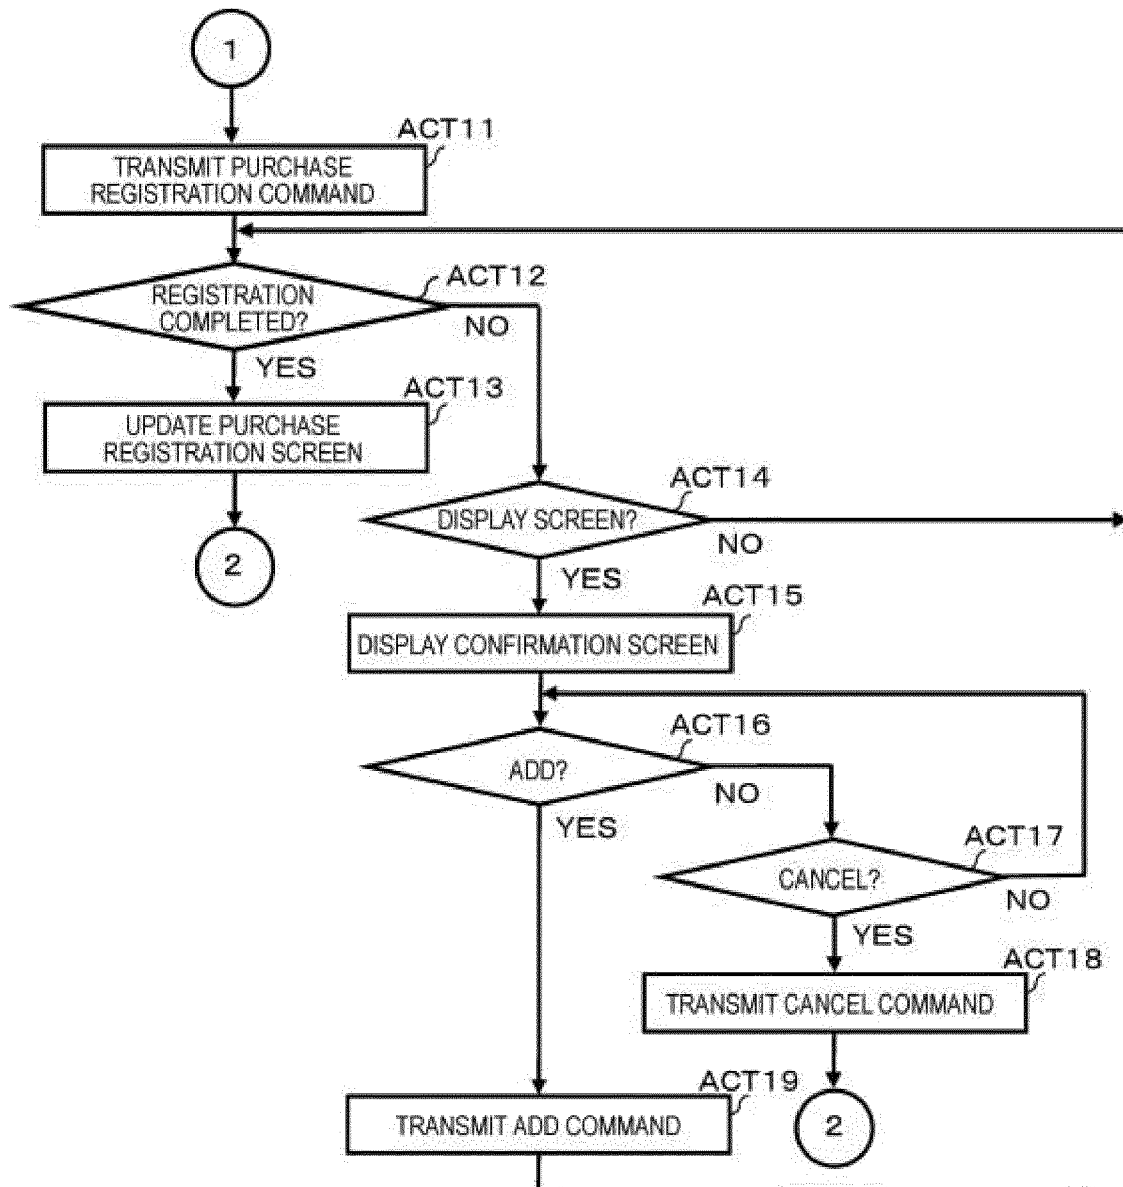 1
ACT11
TRANSMIT PURCHASE
REGISTRATION COMMAND
ACT12
REGISTRATION
COMPLETED?
NO
YES
ACT13
UPDATE PURCHASE
REGISTRATION SCREEN
2
ACT14
DISPLAY SCREEN?
NO
YES
ACT15
DISPLAY CONFIRMATION SCREEN
ACT16
ADD?
NO
YES
ACT17
CANCEL?
NO
YES
ACT18
TRANSMIT CANCEL COMMAND
2
ACT19
TRANSMIT ADD COMMAND